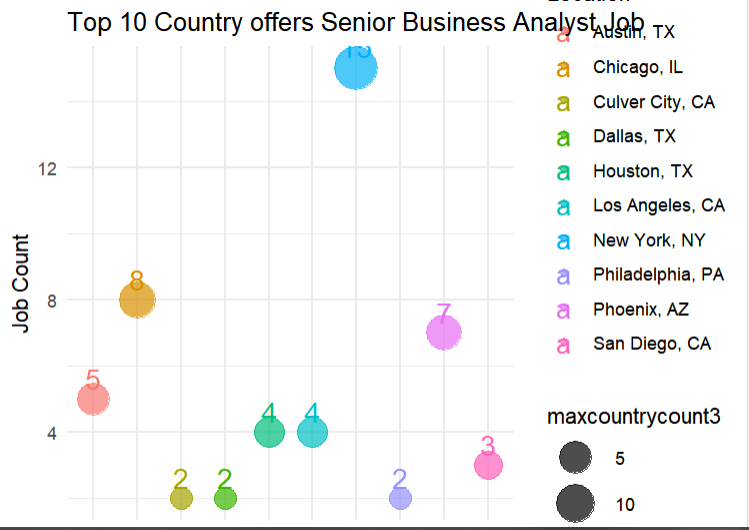 Top 10 Country offers Senior Business Analyst Job
Job Count
12
8
4
5
8
2
2
4
4
15
2
7
3
a Austin, TX
a Chicago, IL
a Culver City, CA
a Dallas, TX
a Houston, TX
a Los Angeles, CA
a New York, NY
a Philadelphia, PA
a Phoenix, AZ
a San Diego, CA
maxcountrycount3
5
10